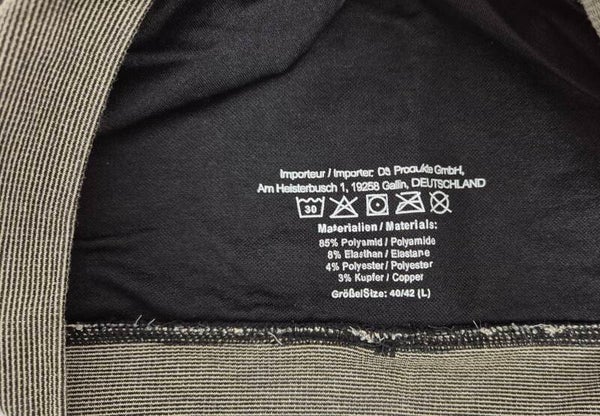 Importeur / Importer: DS Produkte GmbH,
Am Heisterbusch 1, 19258 Gallin, DEUTSCHLAND
30
Materialien / Materials:
85% Polyamid / Polyamide
8% Elasthan / Elastane
4% Polyester / Polyester
3% Kupfer / Copper
Größe/Size: 40/42 (L)